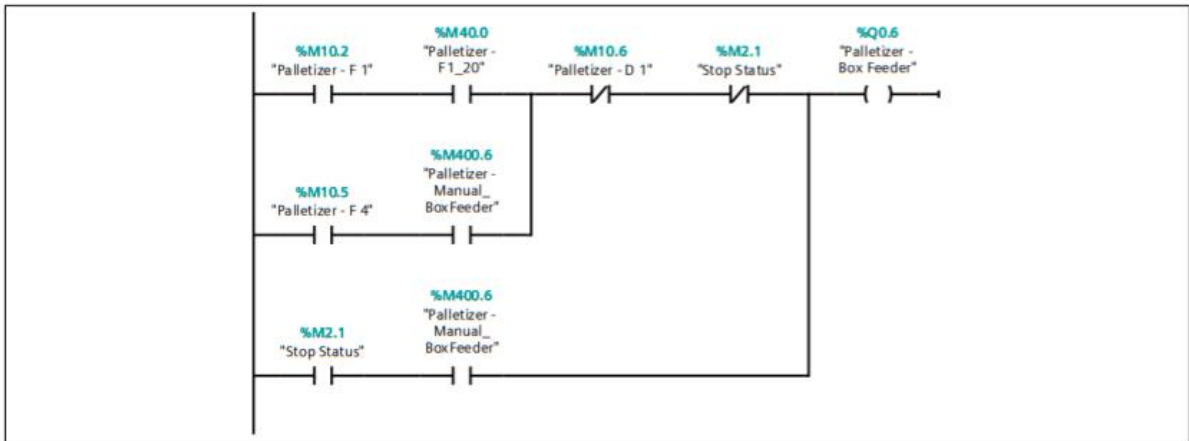 %M10.2
"Palletizer - F 1"
%M40.0
"Palletizer -
F1_20"
%M10.6
"Palletizer - D 1"
%M2.1
"Stop Status"
%Q0.6
"Palletizer -
Box Feeder"
%M10.5
"Palletizer - F 4"
%M400.6
"Palletizer -
Manual_
BoxFeeder"
%M2.1
"Stop Status"
%M400.6
"Palletizer -
Manual_
BoxFeeder"